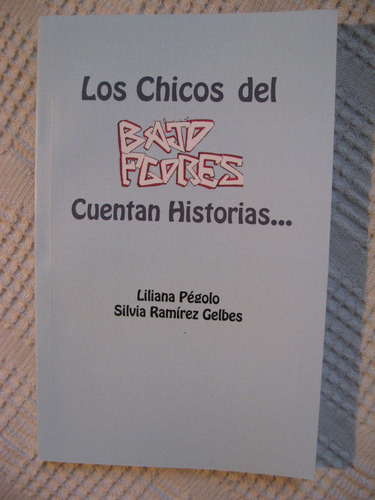 Los Chicos del
BAJO
FLORES
Cuentan Historias...
Liliana Pégolo
Silvia Ramírez Gelbes